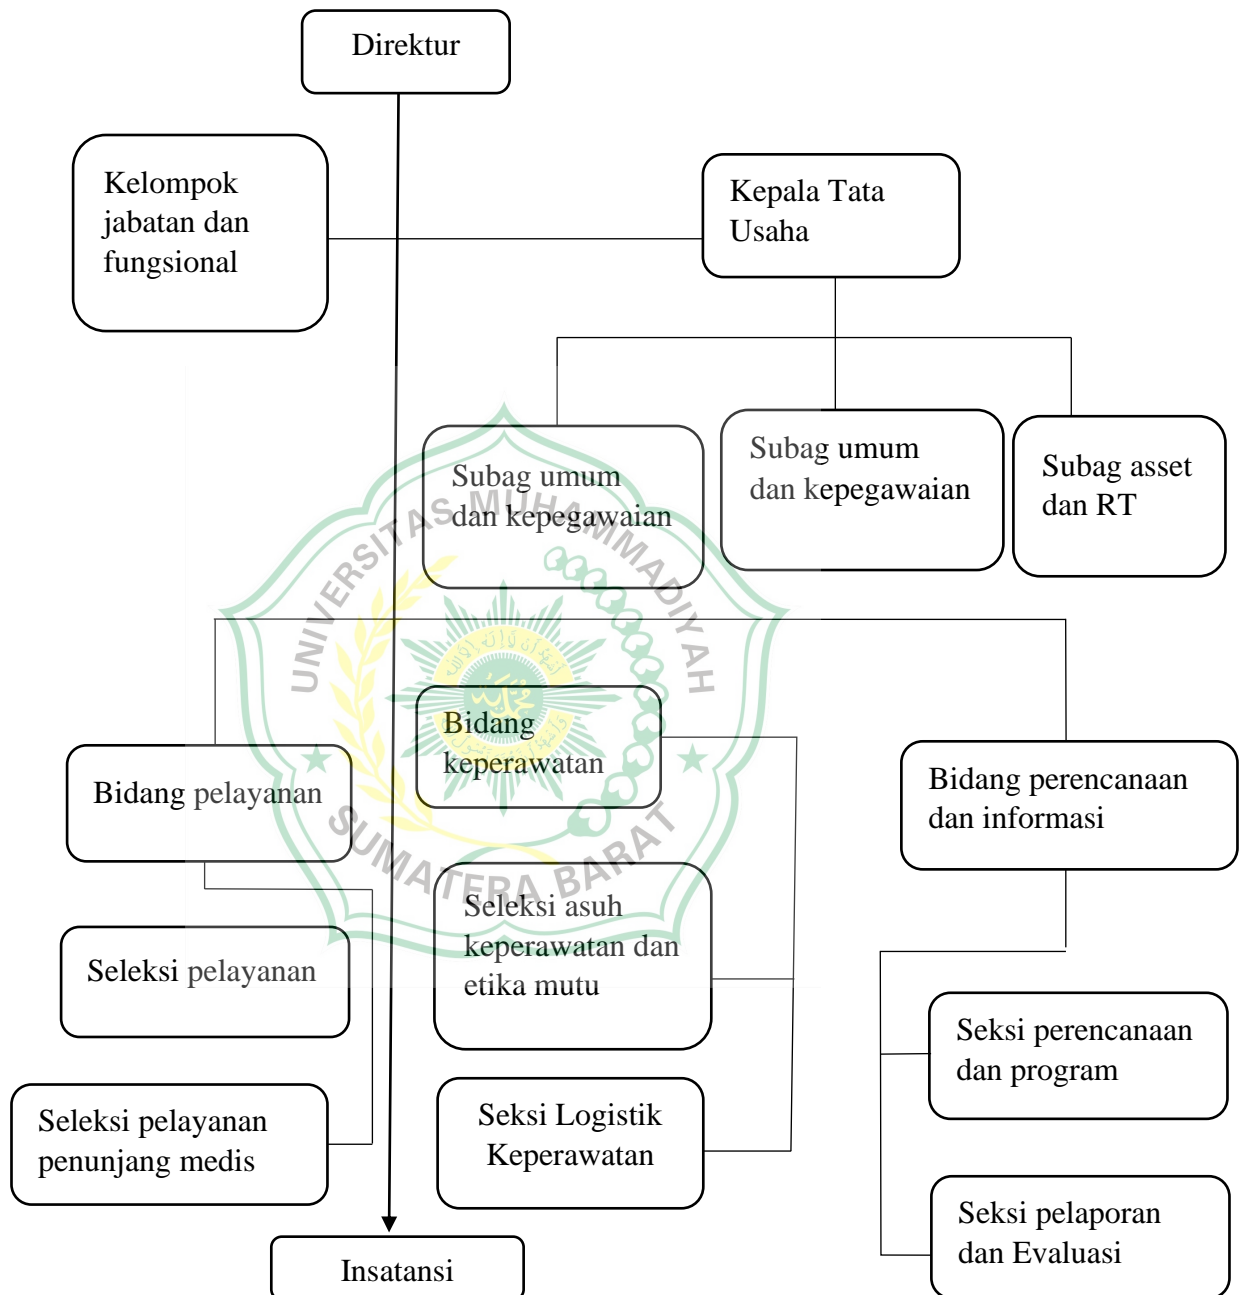 Direktur
Kelompok
jabatan dan
fungsional
Kepala Tata
Usaha
Subag umum
dan kepegawaian
Subag umum
dan kepegawaian
Subag asset
dan RT
UNIVERSITAS MUHAMMADIYAH
SUMATERA BARAT
Bidang pelayanan
Bidang
keperawatan
Bidang perencanaan
dan informasi
Seleksi pelayanan
Seleksi asuh
keperawatan dan
etika mutu
Seksi perencanaan
dan program
Seleksi pelayanan
penunjang medis
Seksi Logistik
Keperawatan
Seksi pelaporan
dan Evaluasi
Insatansi